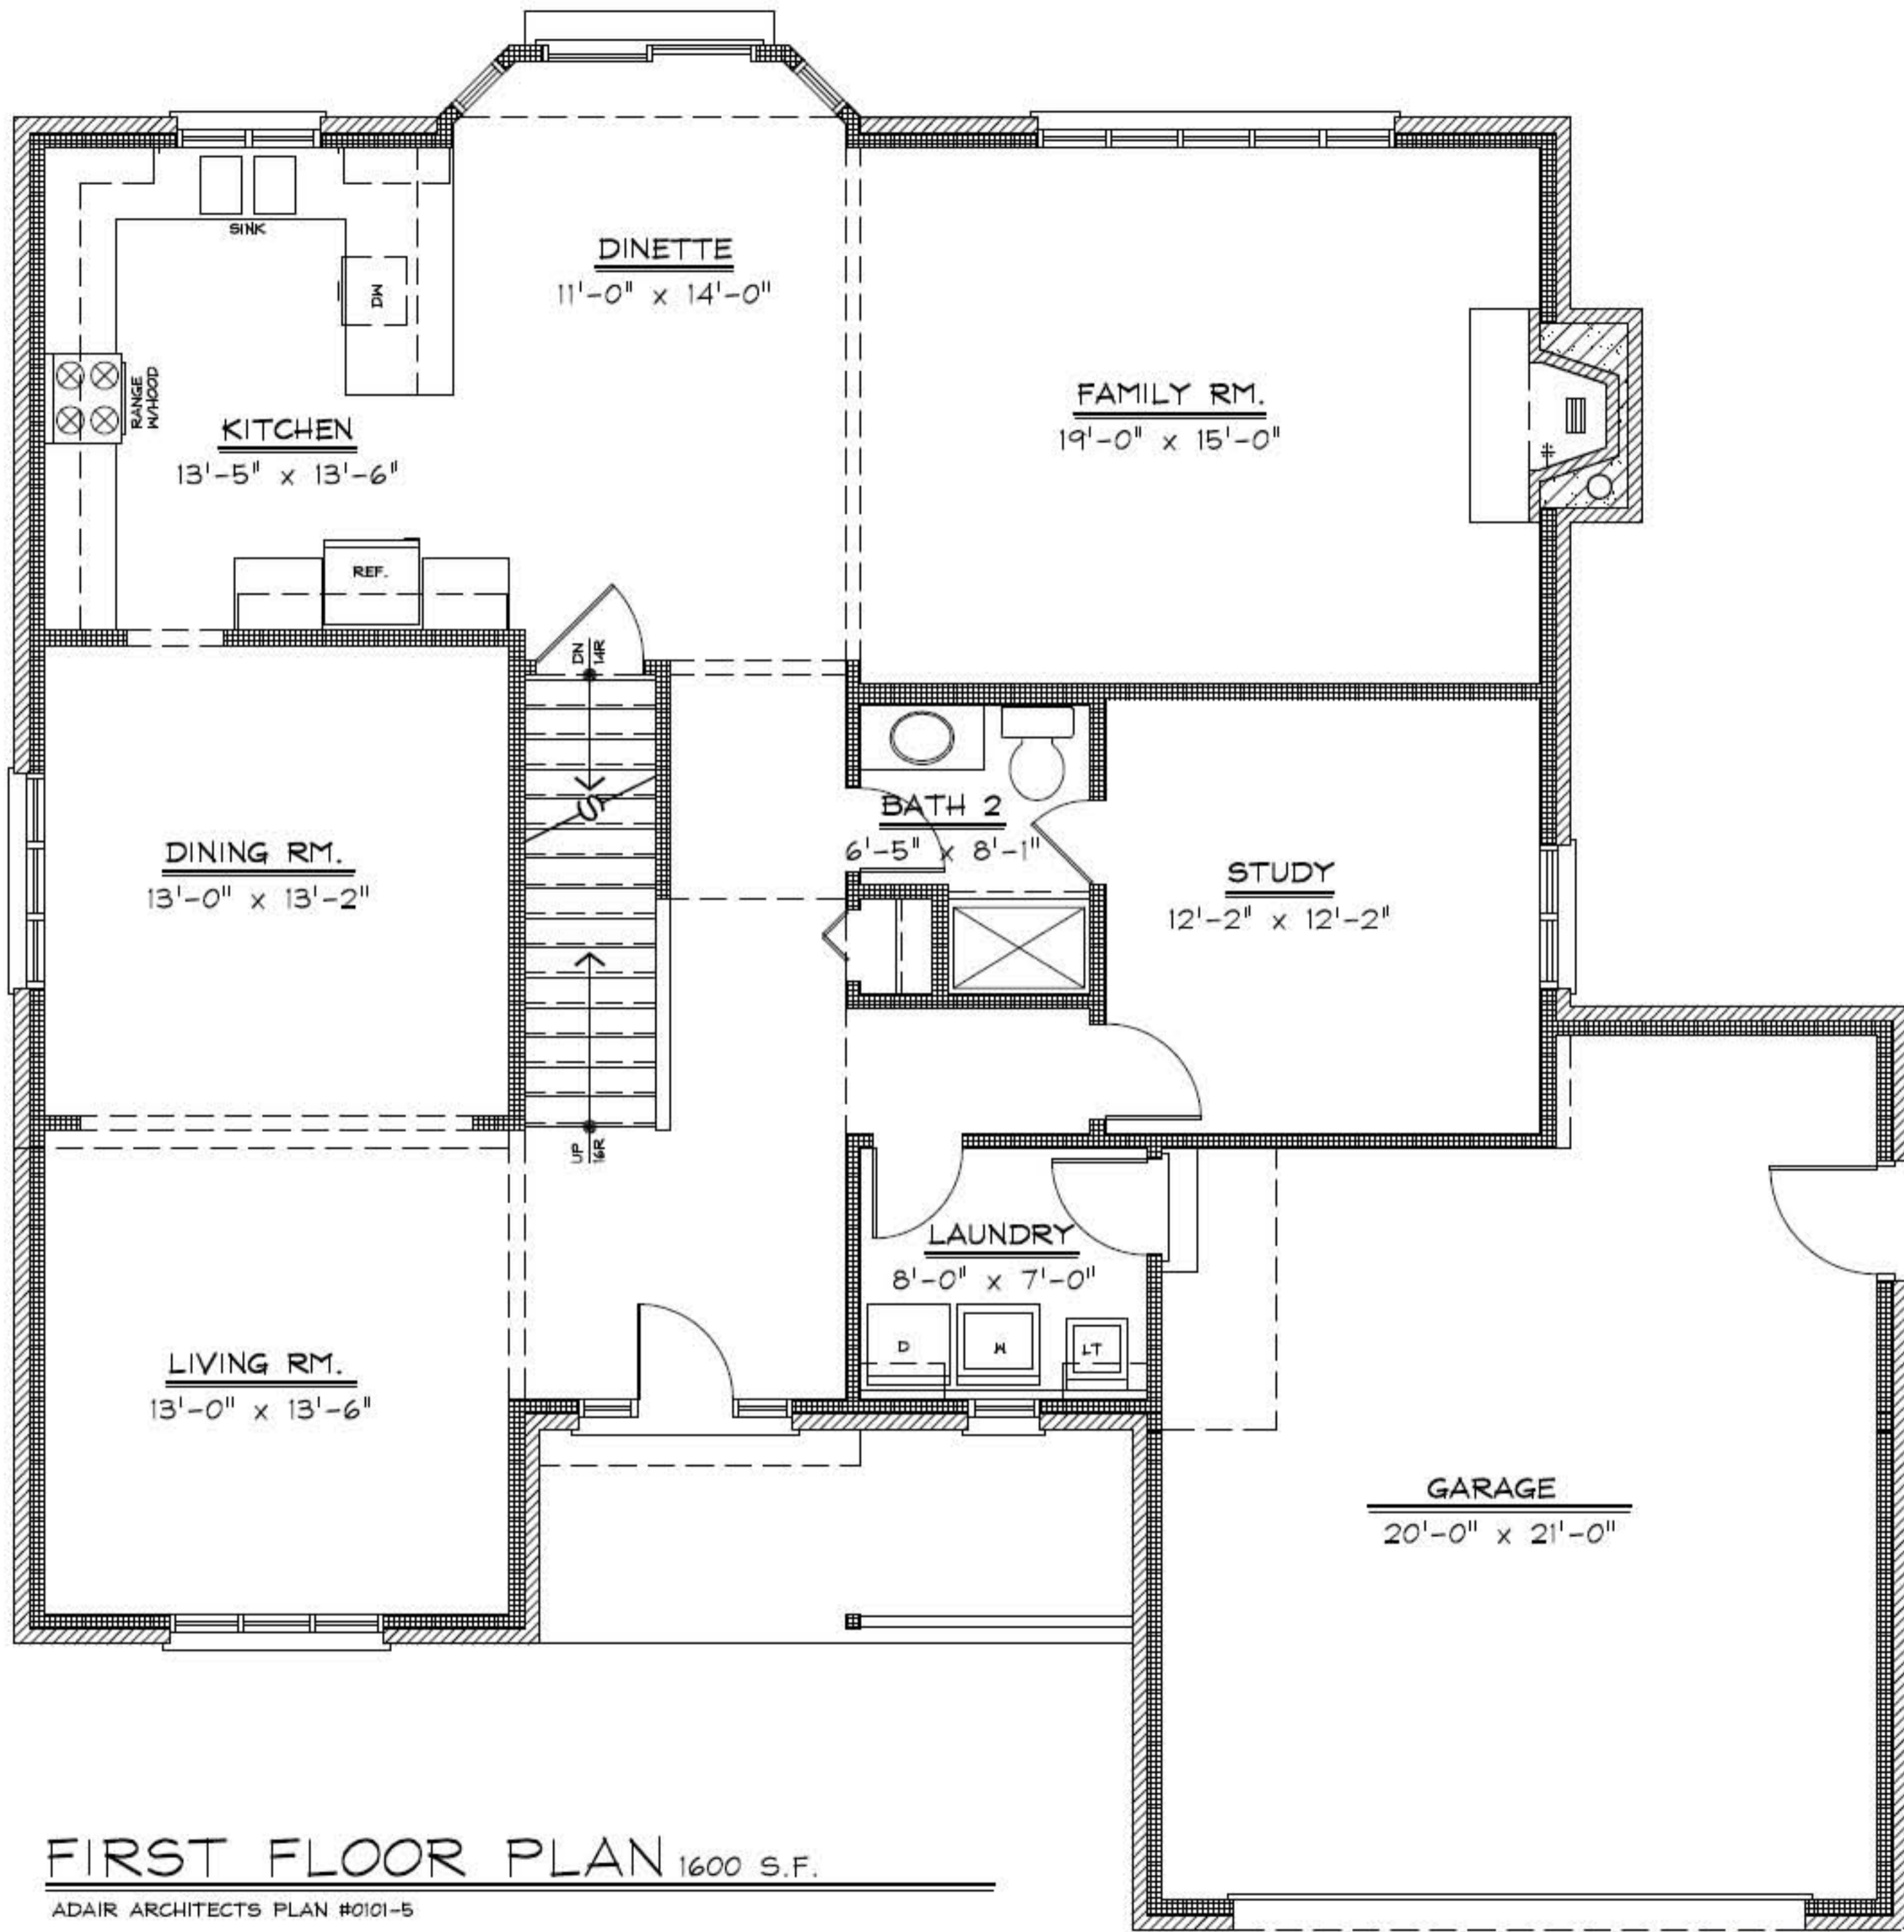 SINK
DINETTE
11'-0" x 14'-0"
DW
RANGE
W/HOOD
KITCHEN
13'-5" x 13'-6"
FAMILY RM.
19'-0" x 15'-0"
REF.
DN
14R
BATH 2
6'-5" x 8'-1"
DINING RM.
13'-0" x 13'-2"
STUDY
12'-2" x 12'-2"
UP
16R
LAUNDRY
8'-0" x 7'-0"
D
W
LT
LIVING RM.
13'-0" x 13'-6"
GARAGE
20'-0" x 21'-0"
FIRST FLOOR PLAN 1600 S.F.
ADAIR ARCHITECTS PLAN #0101-5